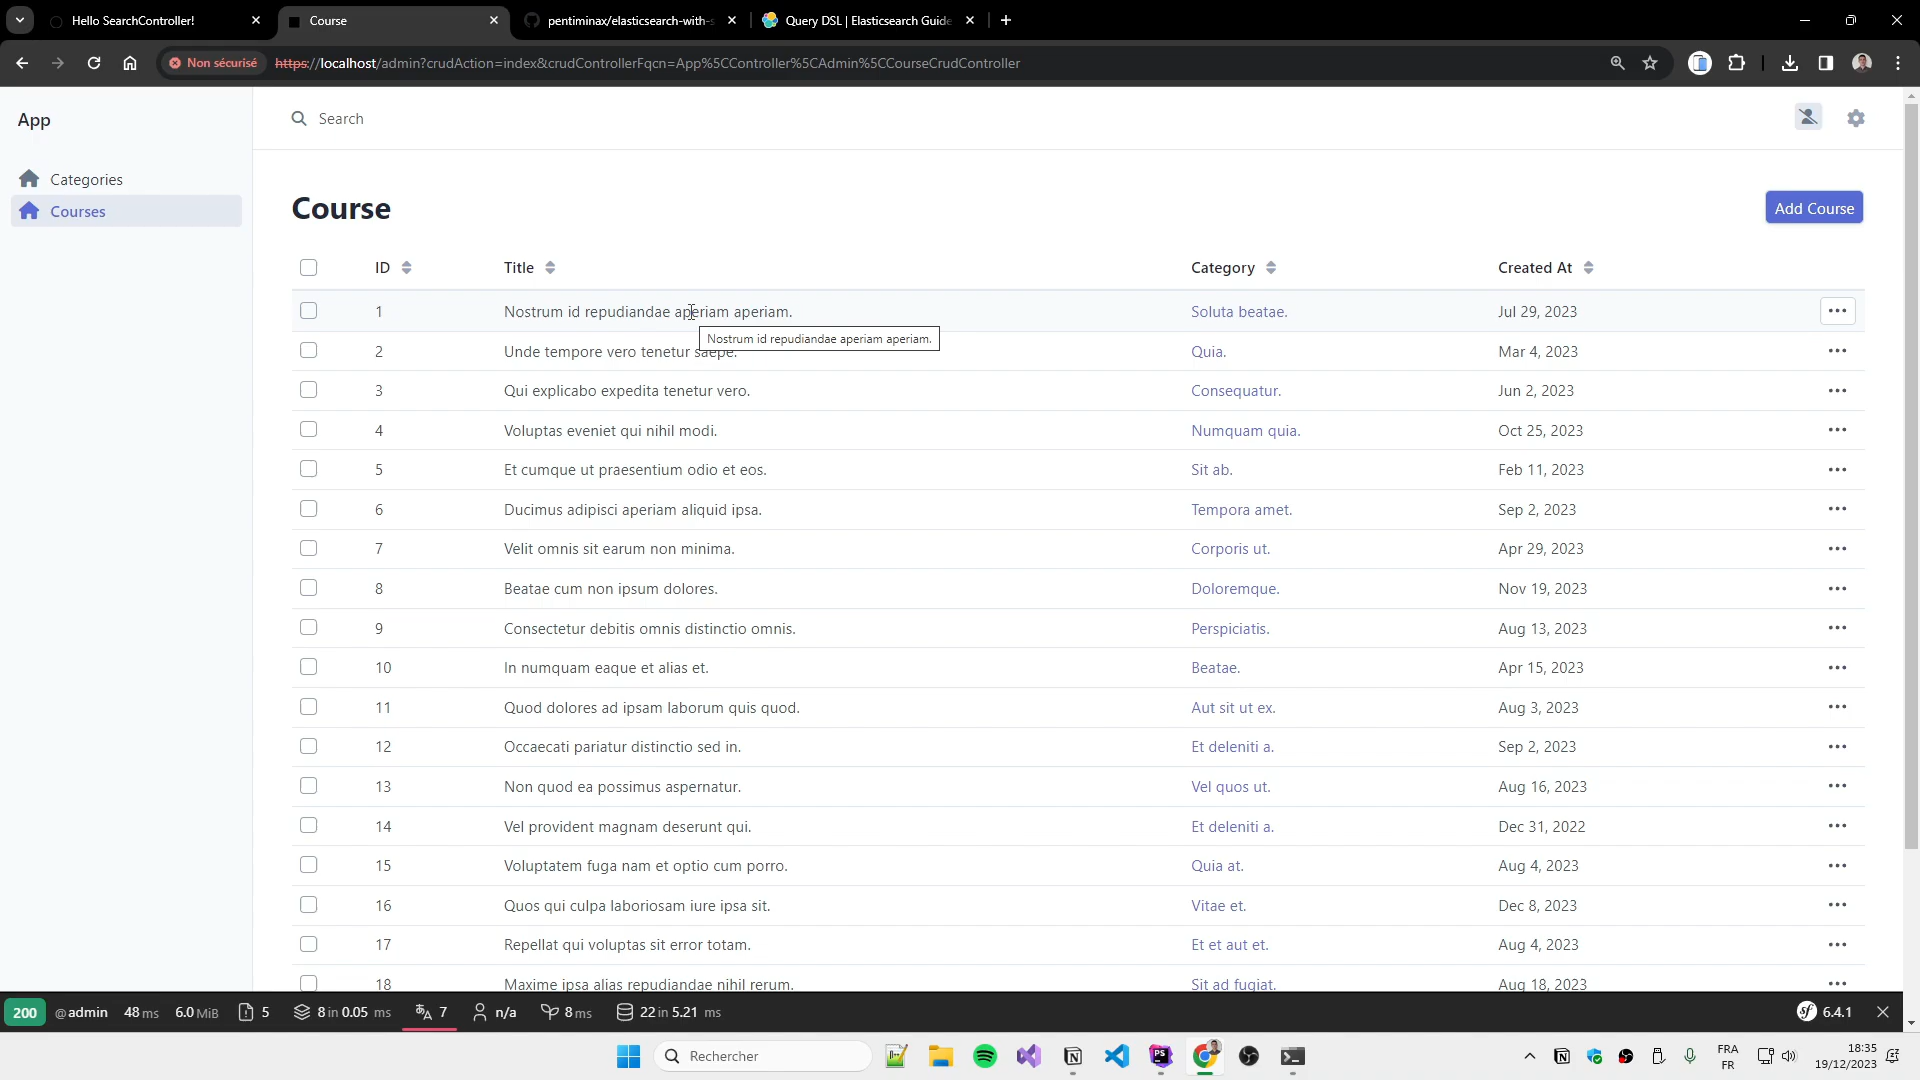 Hello SearchController!
Course
pentiminax/elasticsearch-with-s
Query DSL | Elasticsearch Guide
Non sécurisé
https://localhost/admin?crudAction=index&crudControllerFqcn=App%5CController%5CAdmin%5CCourseCrudController
App
Search
Categories
Courses
Course
Add Course
ID
Title
Category
Created At
1
Nostrum id repudiandae aperiam aperiam.
Soluta beatae.
Jul 29, 2023
Nostrum id repudiandae aperiam aperiam.
2
Unde tempore vero tenetur saepe.
Quia.
Mar 4, 2023
3
Qui explicabo expedita tenetur vero.
Consequatur.
Jun 2, 2023
4
Voluptas eveniet qui nihil modi.
Numquam quia.
Oct 25, 2023
5
Et cumque ut praesentium odio et eos.
Sit ab.
Feb 11, 2023
6
Ducimus adipisci aperiam aliquid ipsa.
Tempora amet.
Sep 2, 2023
7
Velit omnis sit earum non minima.
Corporis ut.
Apr 29, 2023
8
Beatae cum non ipsum dolores.
Doloremque.
Nov 19, 2023
9
Consectetur debitis omnis distinctio omnis.
Perspiciatis.
Aug 13, 2023
10
In numquam eaque et alias et.
Beatae.
Apr 15, 2023
11
Quod dolores ad ipsam laborum quis quod.
Aut sit ut ex.
Aug 3, 2023
12
Occaecati pariatur distinctio sed in.
Et deleniti a.
Sep 2, 2023
13
Non quod ea possimus aspernatur.
Vel quos ut.
Aug 16, 2023
14
Vel provident magnam deserunt qui.
Et deleniti a.
Dec 31, 2022
15
Voluptatem fuga nam et optio cum porro.
Quia at.
Aug 4, 2023
16
Quos qui culpa laboriosam iure ipsa sit.
Vitae et.
Dec 8, 2023
17
Repellat qui voluptas sit error totam.
Et et aut et.
Aug 4, 2023
18
Maxime ipsa alias repudiandae nihil rerum.
Sit ad fugiat.
Aug 18, 2023
200 @admin 48 ms 6.0 MiB 5 8 in 0.05 ms 7 n/a 8 ms 22 in 5.21 ms
sf 6.4.1
Rechercher
PS
FRA
FR
18:35
19/12/2023